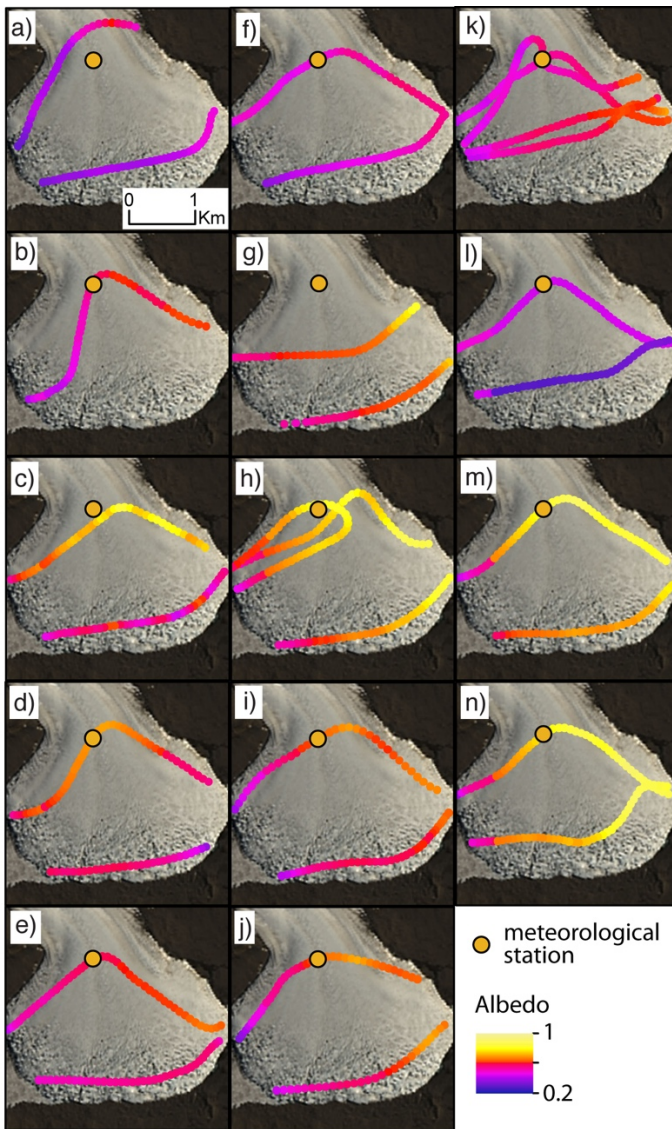 a)
f)
k)
0 1
Km
b)
g)
l)
c)
h)
m)
d)
i)
n)
e)
j)
meteorological
station
Albedo
1
0.2